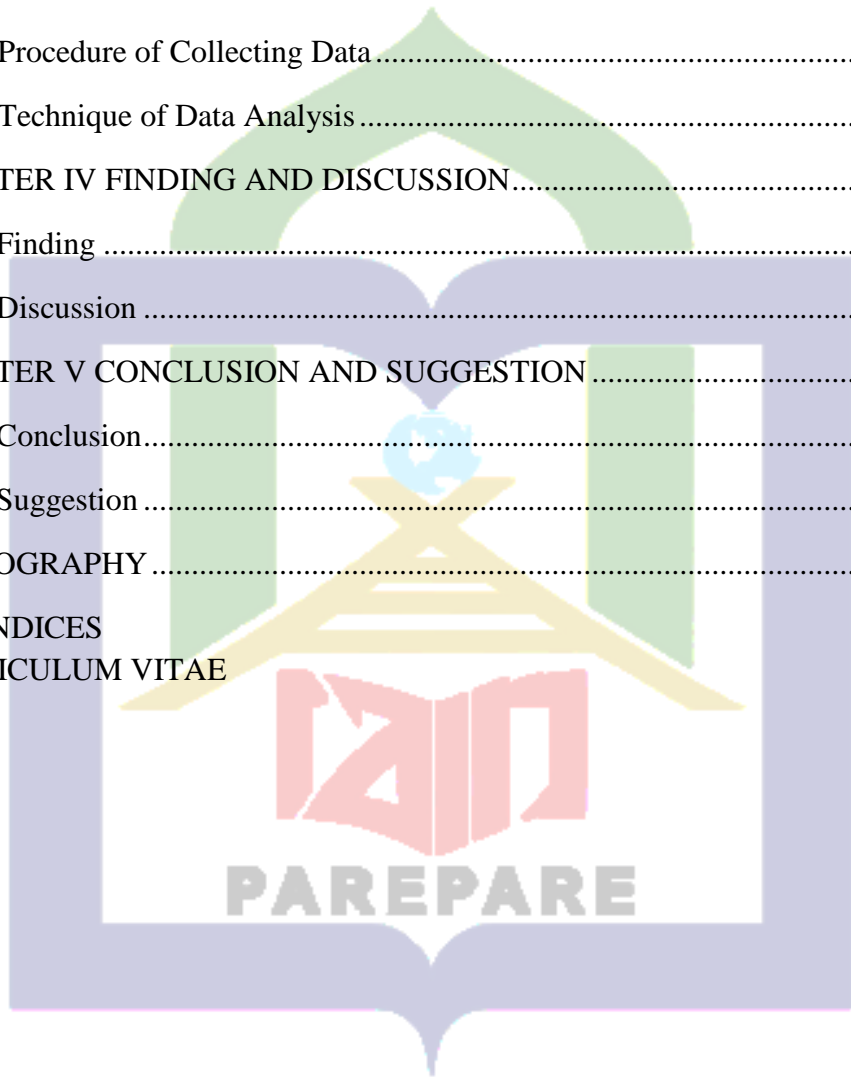 Procedure of Collecting Data.......................................................
Technique of Data Analysis.........................................................
TER IV FINDING AND DISCUSSION.......................................
Finding ..........................................................................................
Discussion .....................................................................................
TER V CONCLUSION AND SUGGESTION..............................
Conclusion.....................................................................................
Suggestion .....................................................................................
OGRAPHY....................................................................................
NDICES
ICULUM VITAE
iain
PAREPARE